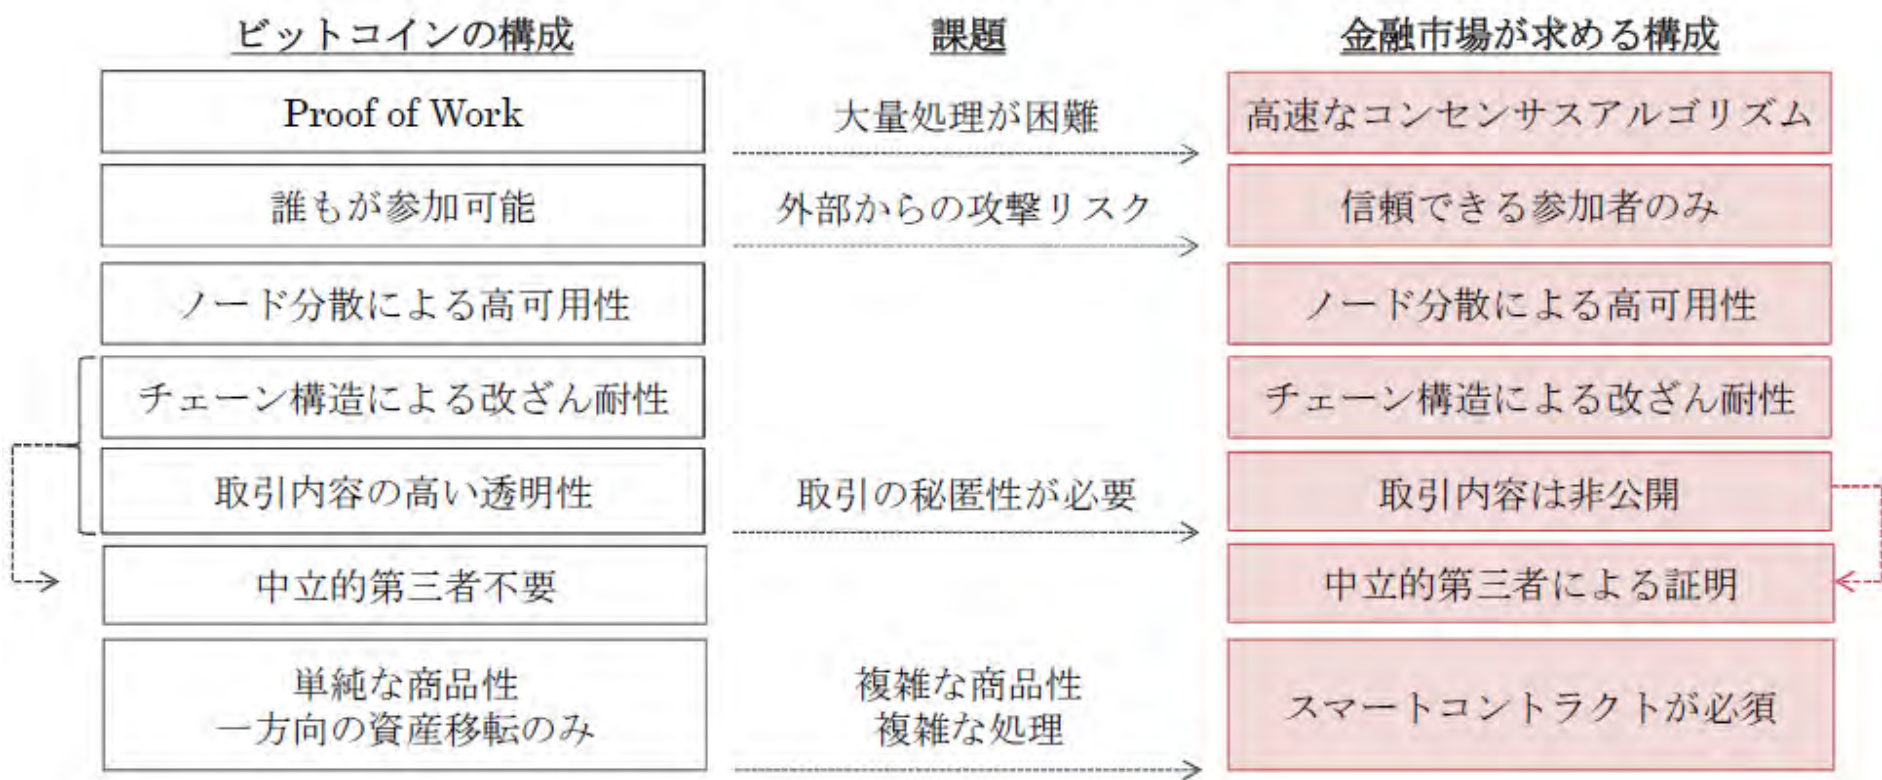 ビットコインの構成
課題
金融市場が求める構成
Proof of Work
大量処理が困難
高速なコンセンサスアルゴリズム
誰もが参加可能
外部からの攻撃リスク
信頼できる参加者のみ
ノード分散による高可用性
ノード分散による高可用性
チェーン構造による改ざん耐性
チェーン構造による改ざん耐性
取引内容の高い透明性
取引の秘匿性が必要
取引内容は非公開
中立的第三者不要
中立的第三者による証明
単純な商品性
一方向の資産移転のみ
複雑な商品性
複雑な処理
スマートコントラクトが必須